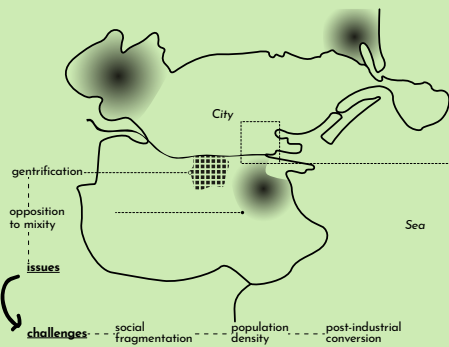 City
gentrification
opposition
to mixity
Sea
issues
challenges
social
fragmentation
population
density
post-industrial
conversion